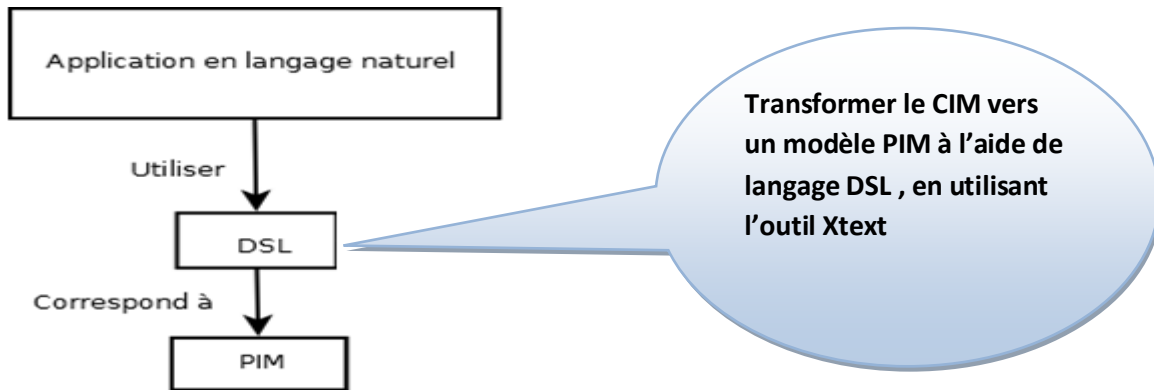 Application en langage naturel
Utiliser
DSL
Correspond à
PIM
Transformer le CIM vers
un modèle PIM à l’aide de
langage DSL , en utilisant
l’outil Xtext